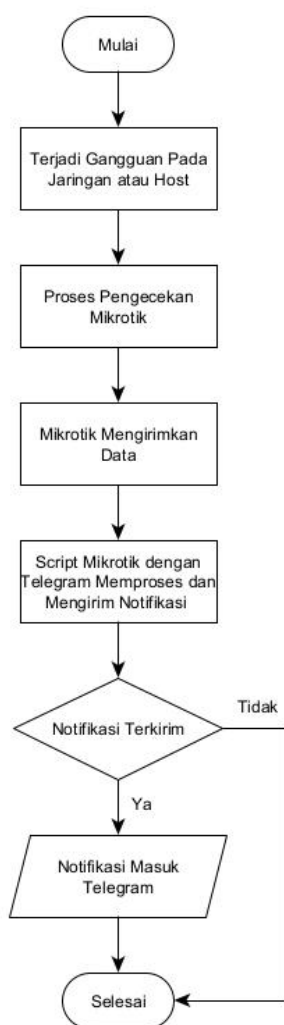 Mulai
Terjadi Gangguan Pada
Jaringan atau Host
Proses Pengecekan
Mikrotik
Mikrotik Mengirimkan
Data
Script Mikrotik dengan
Telegram Memproses dan
Mengirim Notifikasi
Notifikasi Terkirim
Tidak
Ya
Notifikasi Masuk
Telegram
Selesai